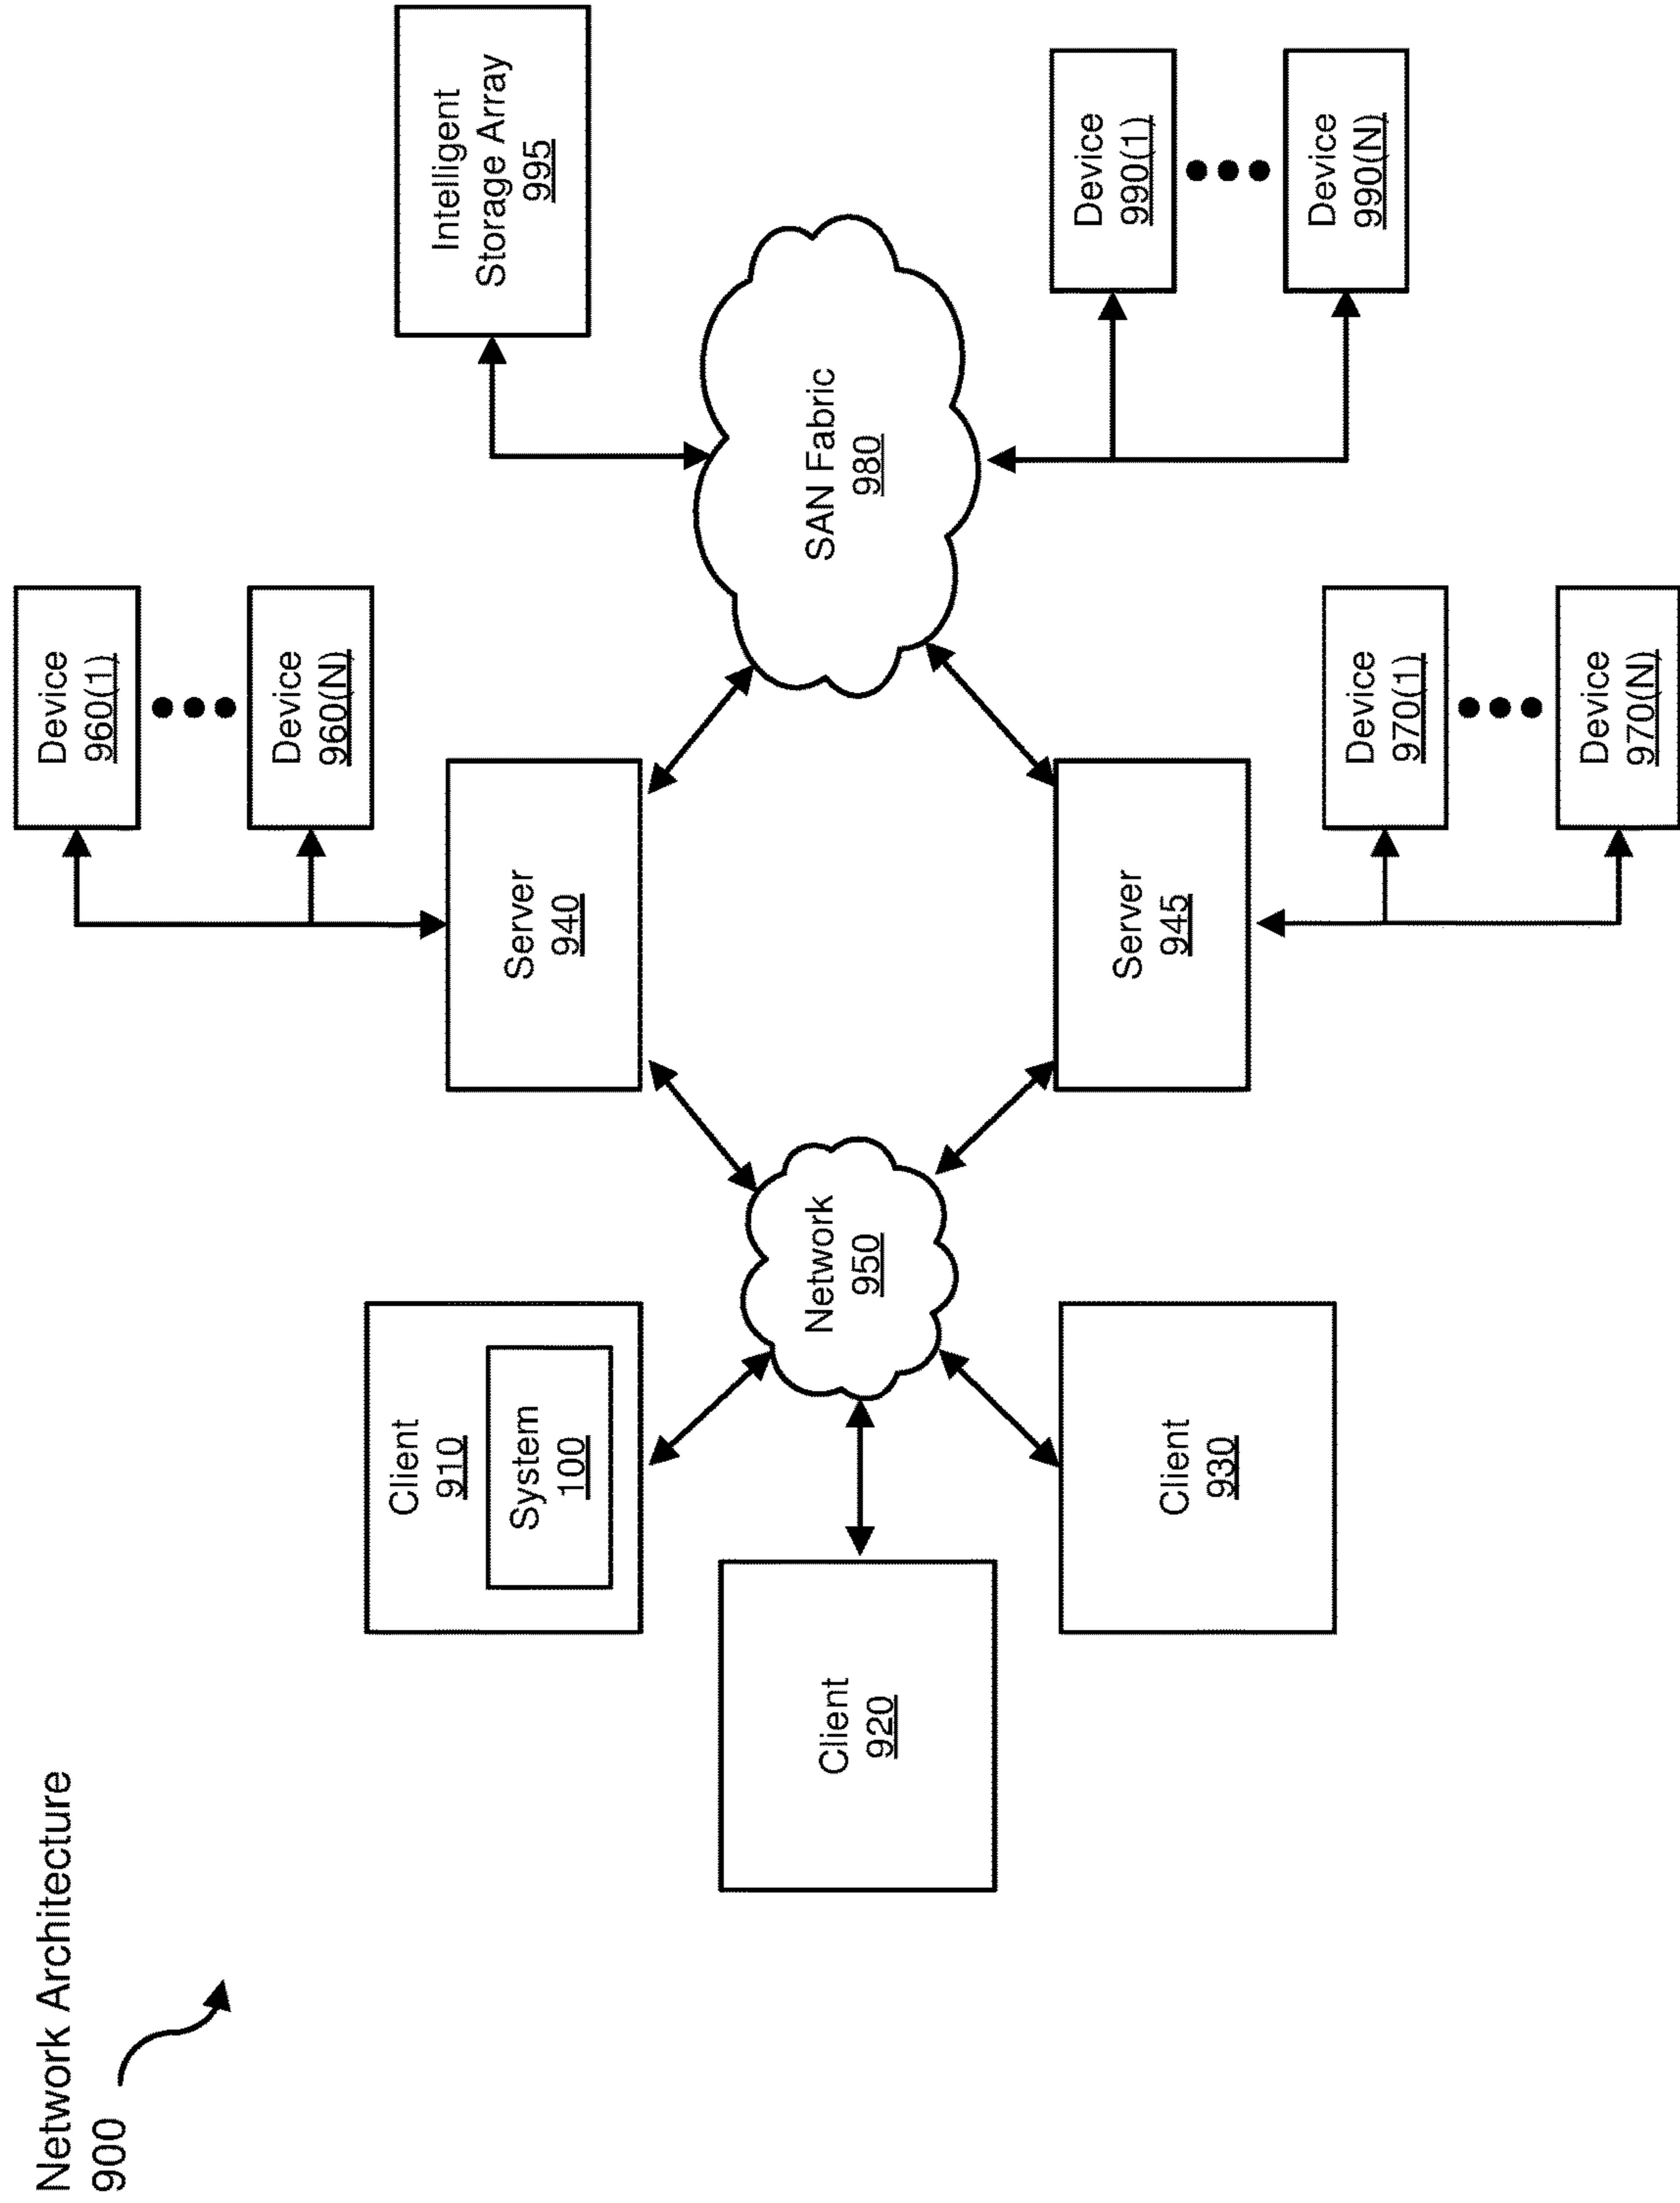 Network Architecture
900
Client
910
System
100
Client
920
Client
930
Network
950
Server
940
Server
945
Device
960(1)
Device
960(N)
Device
970(1)
Device
970(N)
SAN Fabric
980
Intelligent
Storage Array
995
Device
990(1)
Device
990(N)